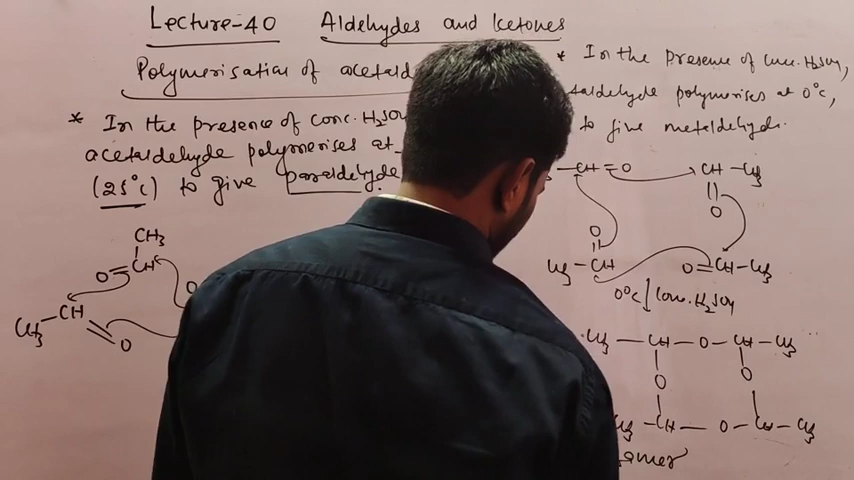 Lecture-40 Aldehydes and ketones
Polymerisation of acetald
* In the presence of conc. H2SO4
acetaldehyde polymerises at
(25°c) to give paraldehyde
* In the presence of conc. H2SO4,
taldehyde polymerises at 0°c,
to give metaldehyde.
CH3
O=CH
CH3-CH
O
O
-CH=O CH-CH3
O
O
CH3-CH O=CH-CH3
0°c Conc. H2SO4
CH3-CH-O-CH-CH3
O O
CH3-CH-O-CH-CH3
amer